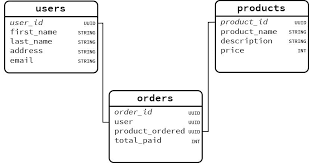 users
user_id UUID
first_name STRING
last_name STRING
address STRING
email STRING
products
product_id UUID
product_name STRING
description STRING
price INT
orders
order_id UUID
user UUID
product_ordered UUID
total_paid INT